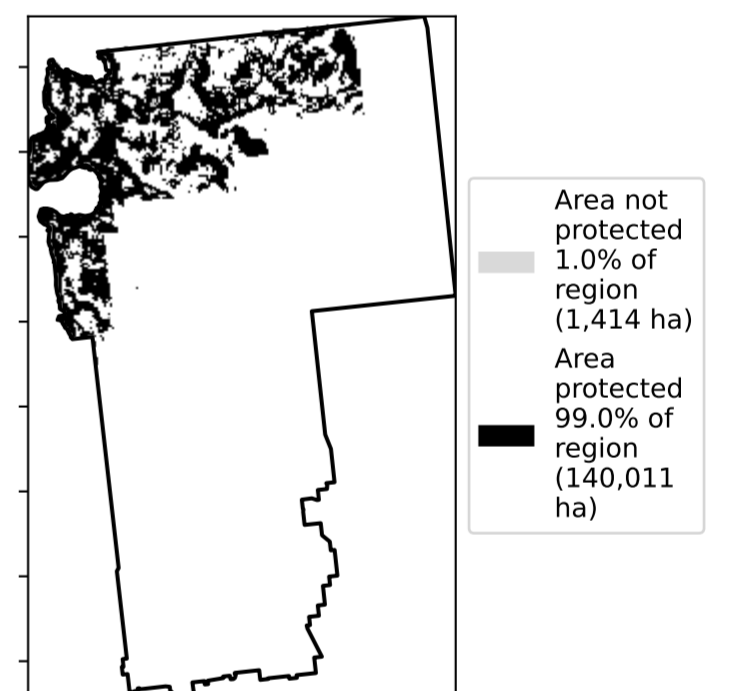 Area not
protected
1.0% of
region
(1,414 ha)
Area
protected
99.0% of
region
(140,011
ha)